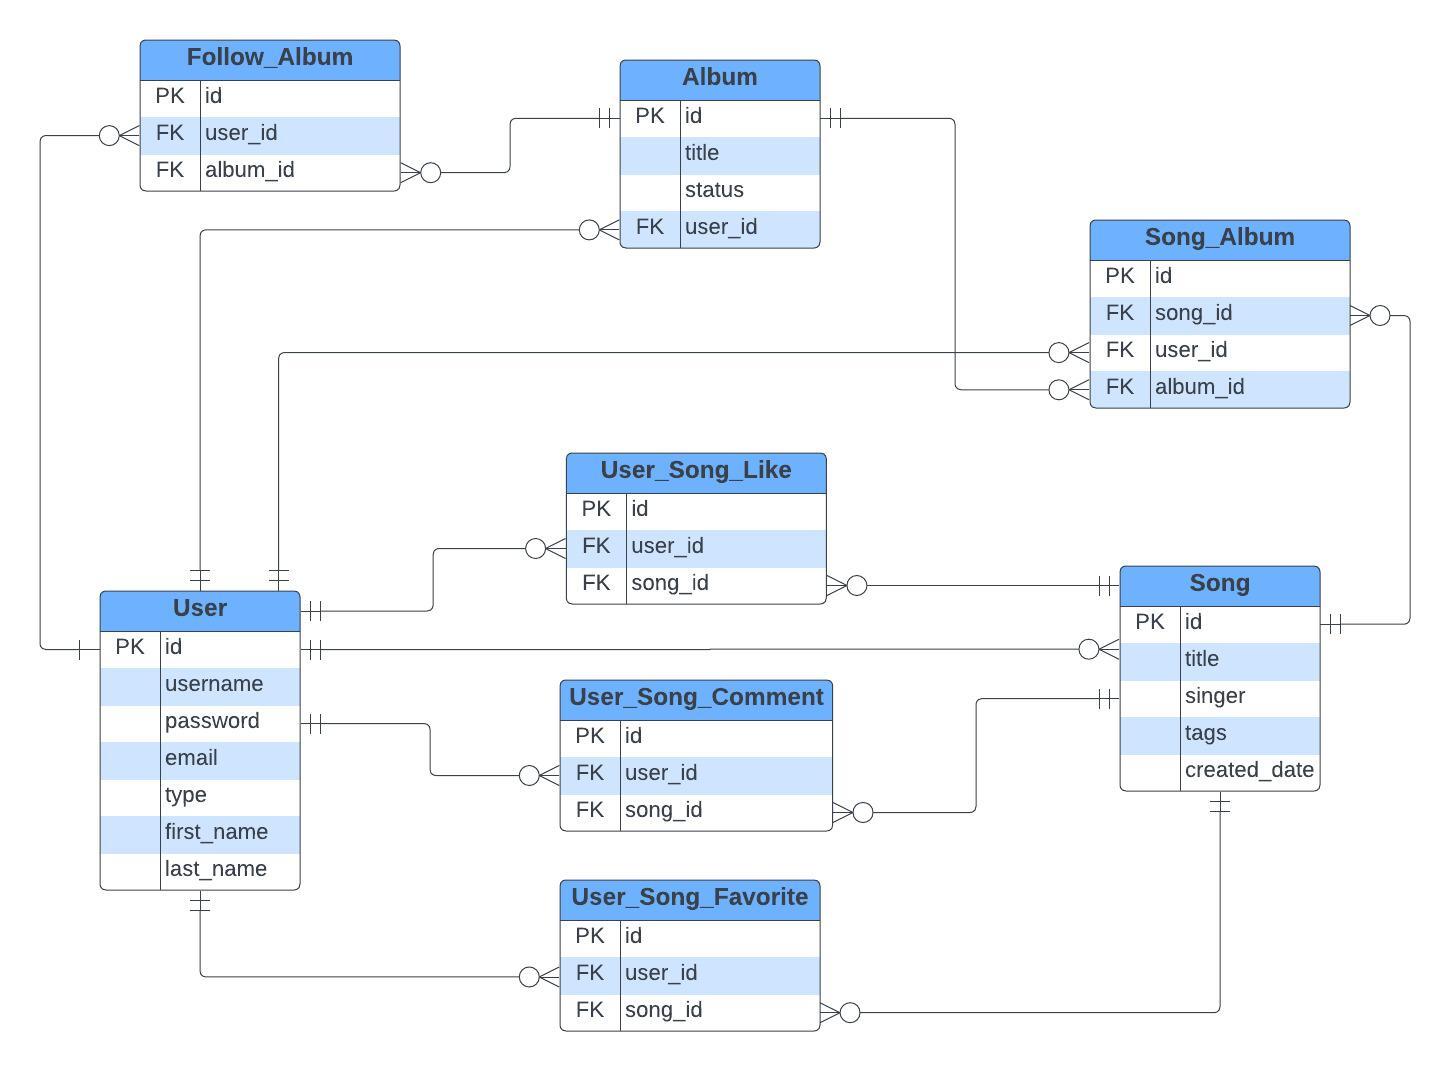 Follow_Album
PK id
FK user_id
FK album_id
Album
PK id
title
status
FK user_id
Song_Album
PK id
FK song_id
FK user_id
FK album_id
User_Song_Like
PK id
FK user_id
FK song_id
User
PK id
username
password
email
type
first_name
last_name
Song
PK id
title
singer
tags
created_date
User_Song_Comment
PK id
FK user_id
FK song_id
User_Song_Favorite
PK id
FK user_id
FK song_id